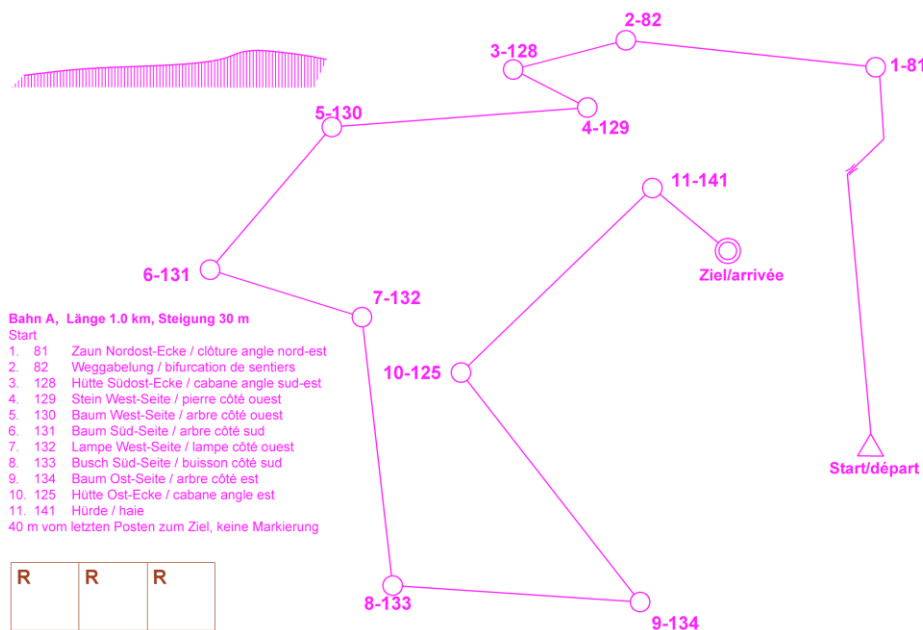 2-82
3-128
1-81
5-130
4-129
11-141
6-131
Ziel/arrivée
7-132
Bahn A, Länge 1.0 km, Steigung 30 m
Start
1. 81 Zaun Nordost-Ecke / clôture angle nord-est
2. 82 Weggabelung / bifurcation de sentiers
3. 128 Hütte Südost-Ecke / cabane angle sud-est
4. 129 Stein West-Seite / pierre côté ouest
5. 130 Baum West-Seite / arbre côté ouest
6. 131 Baum Süd-Seite / arbre côté sud
7. 132 Lampe West-Seite / lampe côté ouest
8. 133 Busch Süd-Seite / buisson côté sud
9. 134 Baum Ost-Seite / arbre côté est
10. 125 Hütte Ost-Ecke / cabane angle est
11. 141 Hürde / haie
40 m vom letzten Posten zum Ziel, keine Markierung
10-125
Start/départ
R R R
8-133
9-134